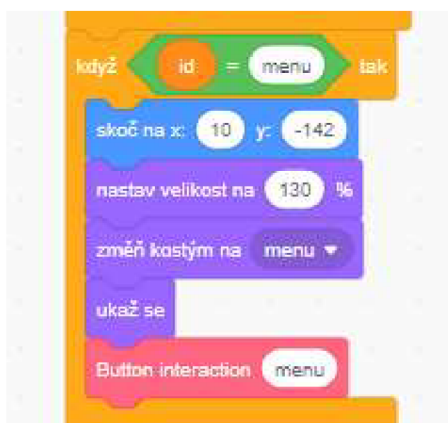 když id = menu tak
skoč na x: 10 y: -142
nastav velikost na 130 %
změň kostým na menu
ukaž se
Button interaction menu